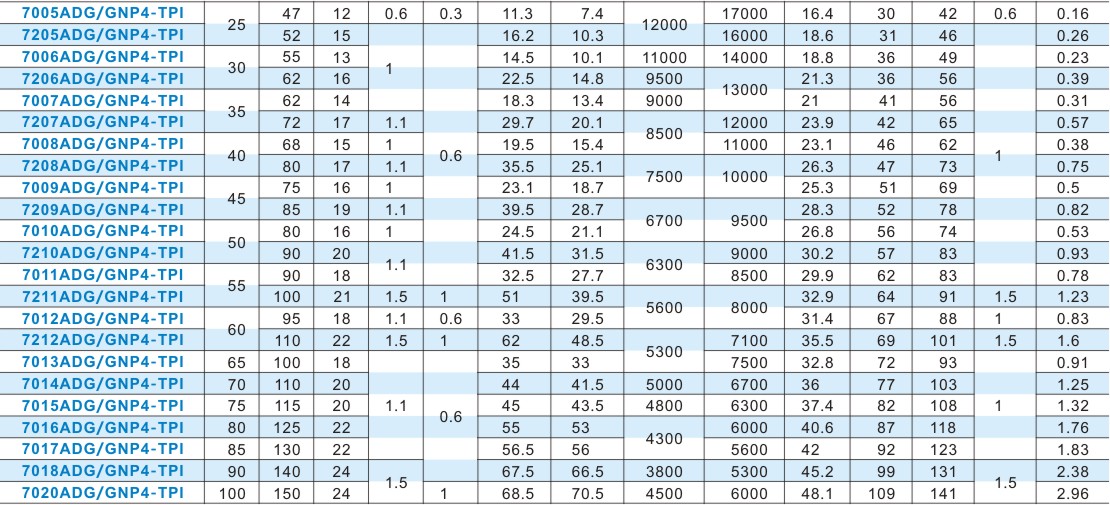 7005ADG/GNP4-TPI 25 47 12 0.6 0.3 11.3 7.4 12000 17000 16.4 30 42 0.6 0.16
7205ADG/GNP4-TPI 52 15 1 0.6 16.2 10.3 16000 18.6 31 46 1 0.26
7006ADG/GNP4-TPI 30 55 13 14.5 10.1 11000 14000 18.8 36 49 0.23
7206ADG/GNP4-TPI 62 16 22.5 14.8 9500 13000 21.3 36 56 0.39
7007ADG/GNP4-TPI 35 62 14 18.3 13.4 9000 21 41 56 0.31
7207ADG/GNP4-TPI 72 17 1.1 29.7 20.1 8500 12000 23.9 42 65 0.57
7008ADG/GNP4-TPI 40 68 15 1 19.5 15.4 11000 23.1 46 62 0.38
7208ADG/GNP4-TPI 80 17 1.1 35.5 25.1 7500 10000 26.3 47 73 0.75
7009ADG/GNP4-TPI 45 75 16 1 23.1 18.7 25.3 51 69 0.5
7209ADG/GNP4-TPI 85 19 1.1 39.5 28.7 6700 9500 28.3 52 78 0.82
7010ADG/GNP4-TPI 50 80 16 1 24.5 21.1 26.8 56 74 0.53
7210ADG/GNP4-TPI 90 20 1.1 41.5 31.5 6300 9000 30.2 57 83 0.93
7011ADG/GNP4-TPI 55 90 18 32.5 27.7 8500 29.9 62 83 0.78
7211ADG/GNP4-TPI 100 21 1.5 1 51 39.5 5600 8000 32.9 64 91 1.5 1.23
7012ADG/GNP4-TPI 60 95 18 1.1 0.6 33 29.5 31.4 67 88 1 0.83
7212ADG/GNP4-TPI 110 22 1.5 1 62 48.5 5300 7100 35.5 69 101 1.5 1.6
7013ADG/GNP4-TPI 65 100 18 1.1 0.6 35 33 7500 32.8 72 93 1 0.91
7014ADG/GNP4-TPI 70 110 20 44 41.5 5000 6700 36 77 103 1.25
7015ADG/GNP4-TPI 75 115 20 45 43.5 4800 6300 37.4 82 108 1.32
7016ADG/GNP4-TPI 80 125 22 55 53 4300 6000 40.6 87 118 1.76
7017ADG/GNP4-TPI 85 130 22 56.5 56 5600 42 92 123 1.83
7018ADG/GNP4-TPI 90 140 24 1.5 67.5 66.5 3800 5300 45.2 99 131 1.5 2.38
7020ADG/GNP4-TPI 100 150 24 1 68.5 70.5 4500 6000 48.1 109 141 2.96